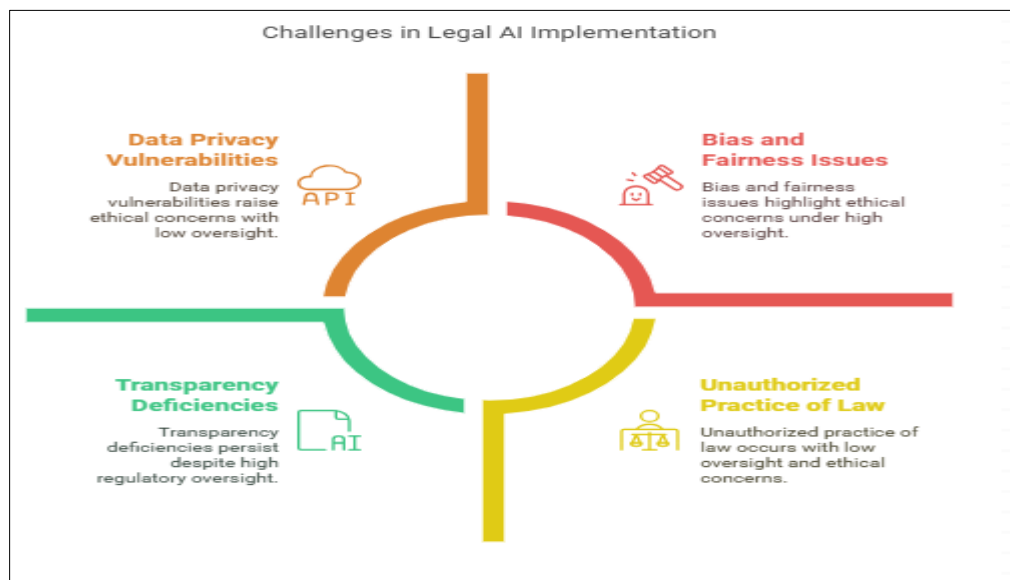 Challenges in Legal AI Implementation
Data Privacy
Vulnerabilities
Data privacy
vulnerabilities raise
ethical concerns with
low oversight.
API
Bias and
Fairness Issues
Bias and fairness
issues highlight ethical
concerns under high
oversight.
Transparency
Deficiencies
Transparency
deficiencies persist
despite high
regulatory oversight.
AI
Unauthorized
Practice of Law
Unauthorized practice of
law occurs with low
oversight and ethical
concerns.